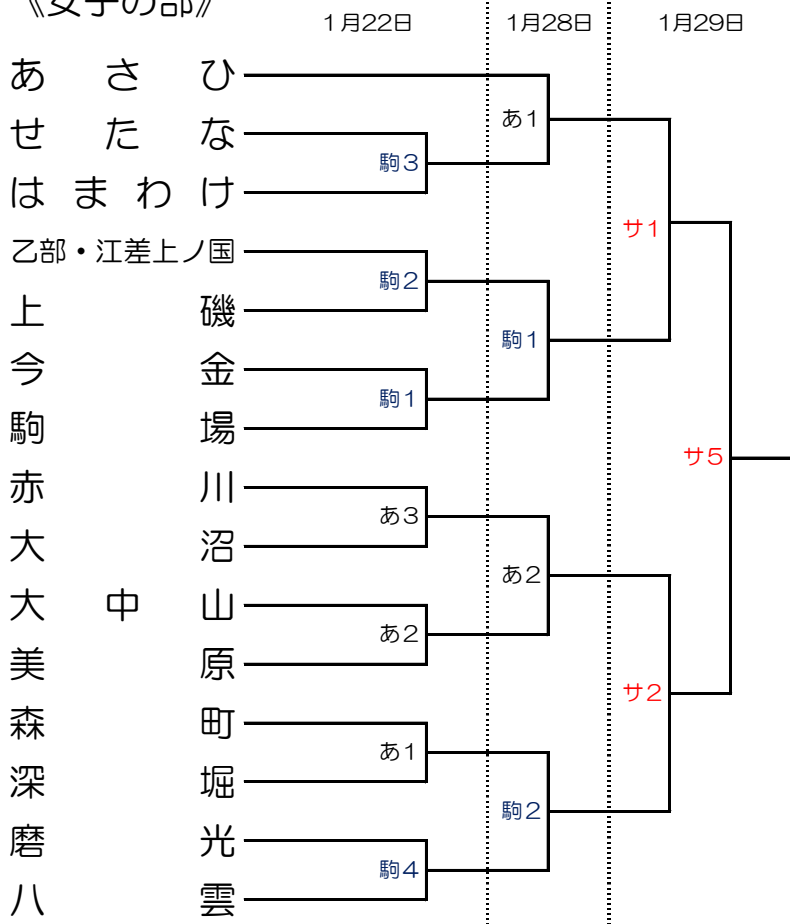 《女子の部》
1月22日 1月28日 1月29日
あさひ
あ1
せたな
駒3
はまわけ
サ1
乙部・江差上ノ国
駒2
上磯
駒1
今金
駒1
駒場
サ5
赤川
あ3
大沼
あ2
大中山
あ2
美原
サ2
森町
あ1
深堀
駒2
磨光
駒4
八雲